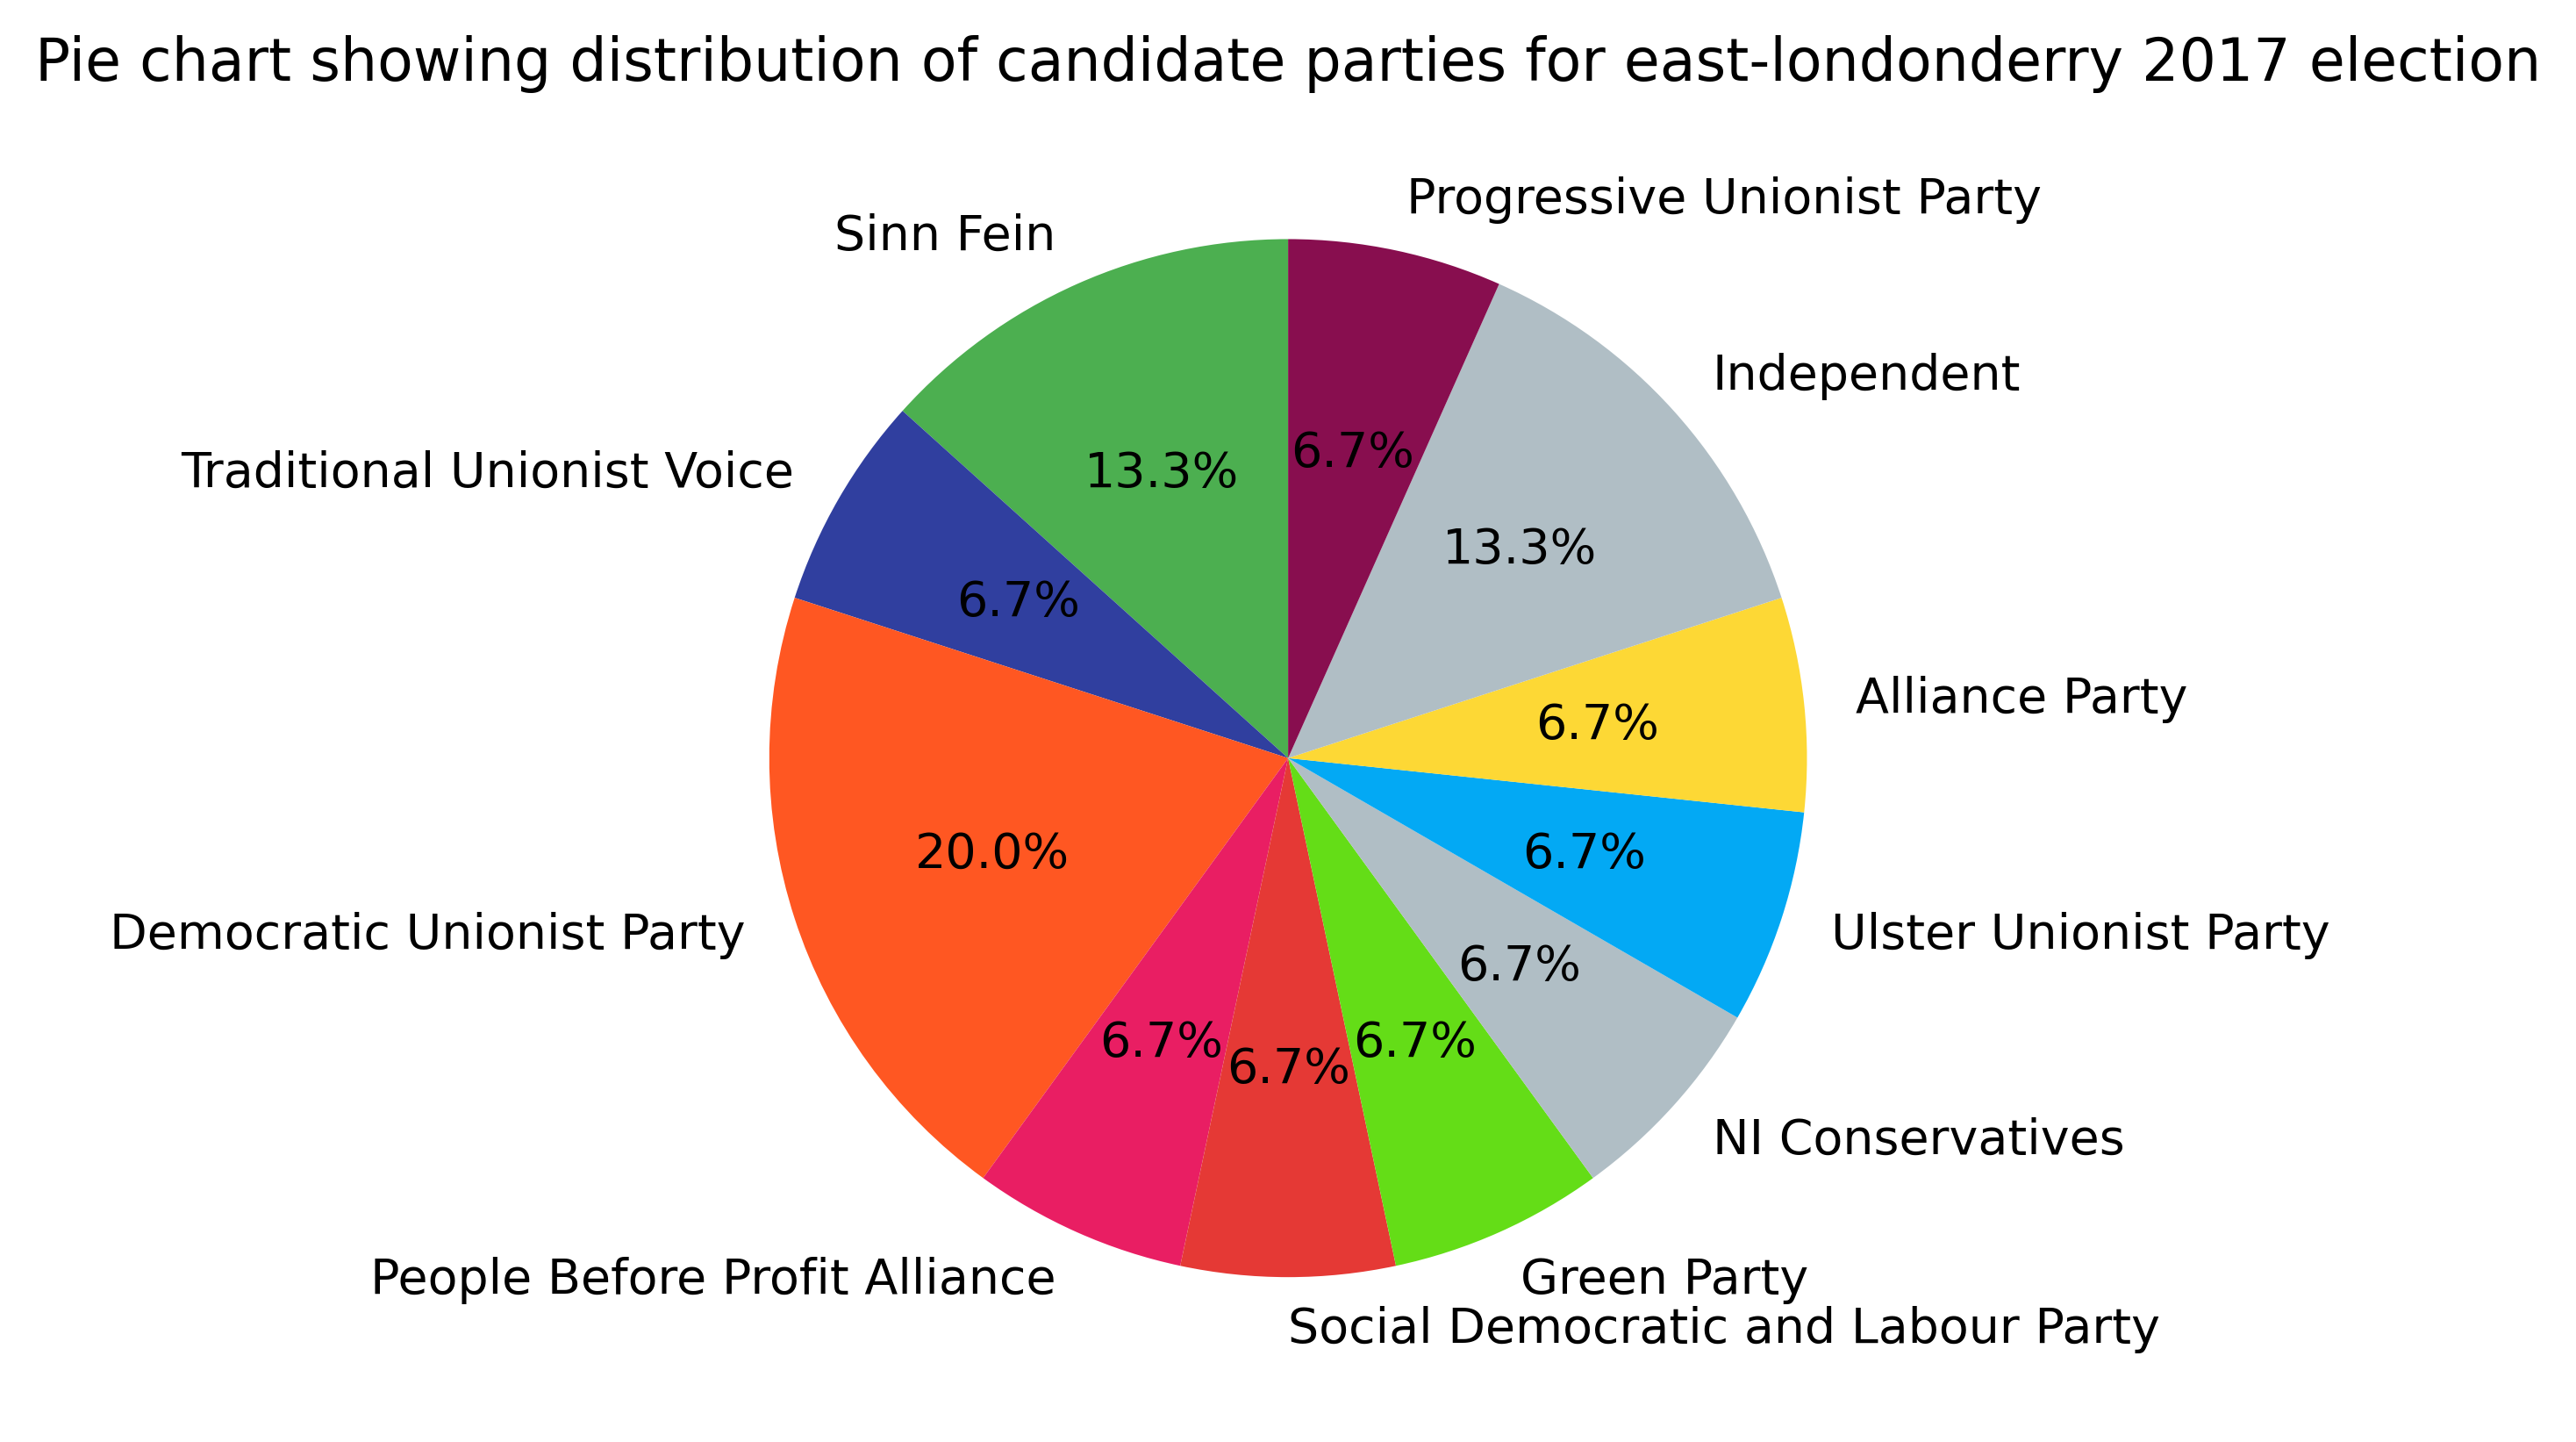 Pie chart showing distribution of candidate parties for east-londonderry 2017 election
Progressive Unionist Party
Sinn Fein
Independent
6.7%
Traditional Unionist Voice
13.3%
13.3%
6.7%
Alliance Party
6.7%
20.0%
6.7%
Democratic Unionist Party
Ulster Unionist Party
6.7%
6.7%
6.7%
6.7%
NI Conservatives
People Before Profit Alliance
Green Party
Social Democratic and Labour Party